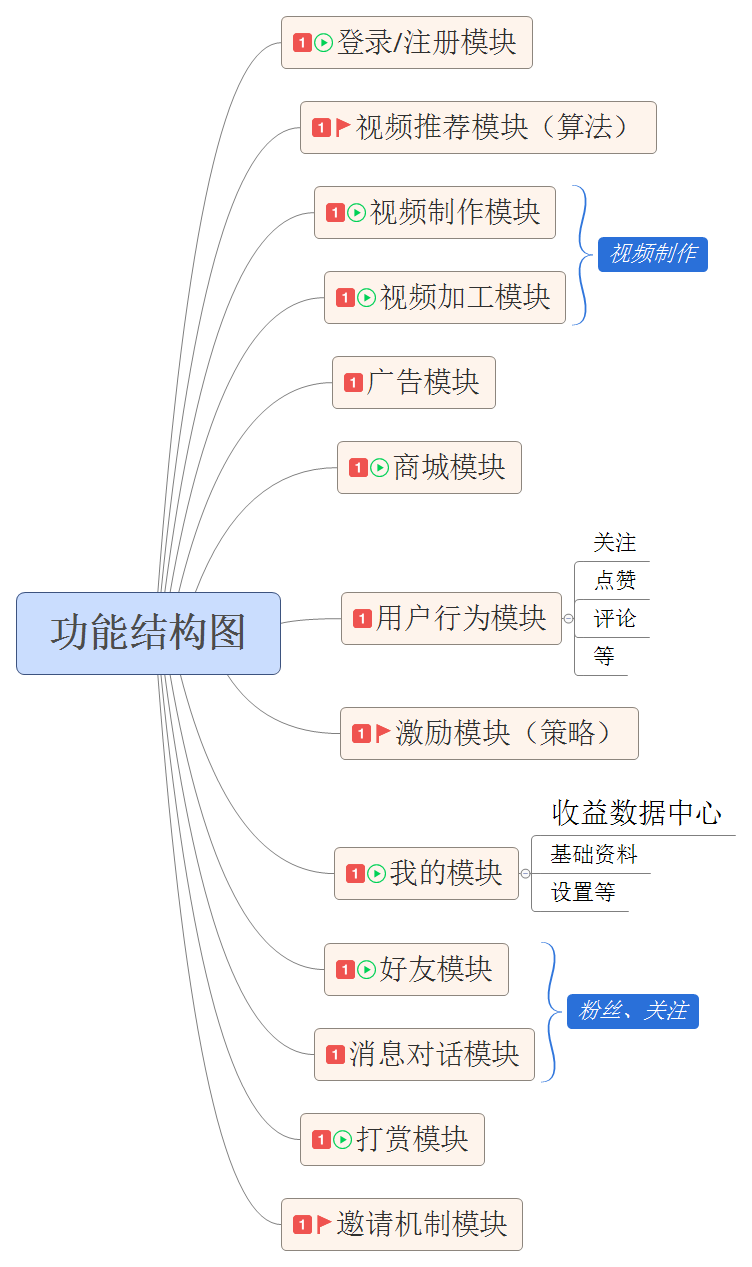 1 登录/注册模块
1 视频推荐模块（算法）
1 视频制作模块
视频制作
1 视频加工模块
1 广告模块
1 商城模块
功能结构图
1 用户行为模块
关注
点赞
评论
等
1 激励模块（策略）
1 我的模块
收益数据中心
基础资料
设置等
1 好友模块
粉丝、关注
1 消息对话模块
1 打赏模块
1 邀请机制模块